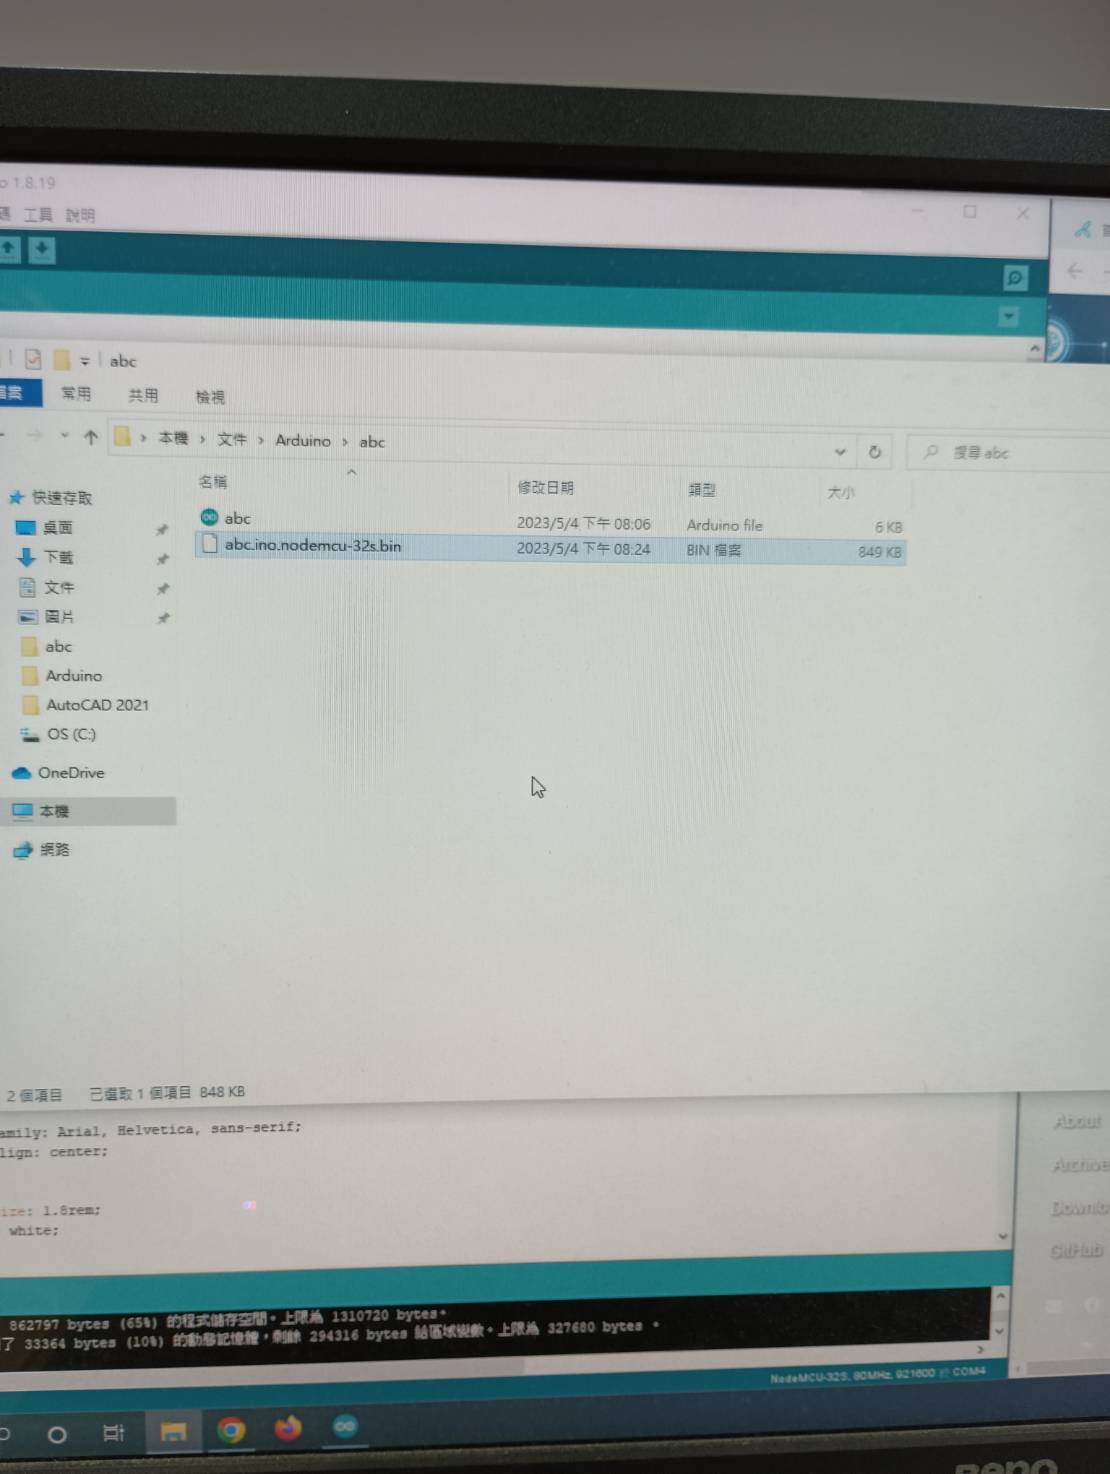 1.8.19
工具 說明
abc
檔案 常用 共用 檢視
本機 › 文件 › Arduino › abc
搜尋 abc
名稱 修改日期 類型 大小
abc 2023/5/4 下午 08:06 Arduino file 6 KB
abc.ino.nodemcu-32s.bin 2023/5/4 下午 08:24 BIN 檔案 849 KB
快速存取
桌面
下載
文件
圖片
abc
Arduino
AutoCAD 2021
OS (C:)
OneDrive
本機
網路
2 個項目 已選取 1 個項目 848 KB
amily: Arial, Helvetica, sans-serif;
lign: center;
ize: 1.8rem;
white;
About
Archive
Downlo
GitHub
862797 bytes (65%) 的程式儲存空間。上限為 1310720 bytes。
了 33364 bytes (10%) 的動態記憶體，剩餘 294316 bytes 給區域變數。上限為 327680 bytes 。
NodeMCU-32S, 80MHz, 921600 於 COM4
BenQ